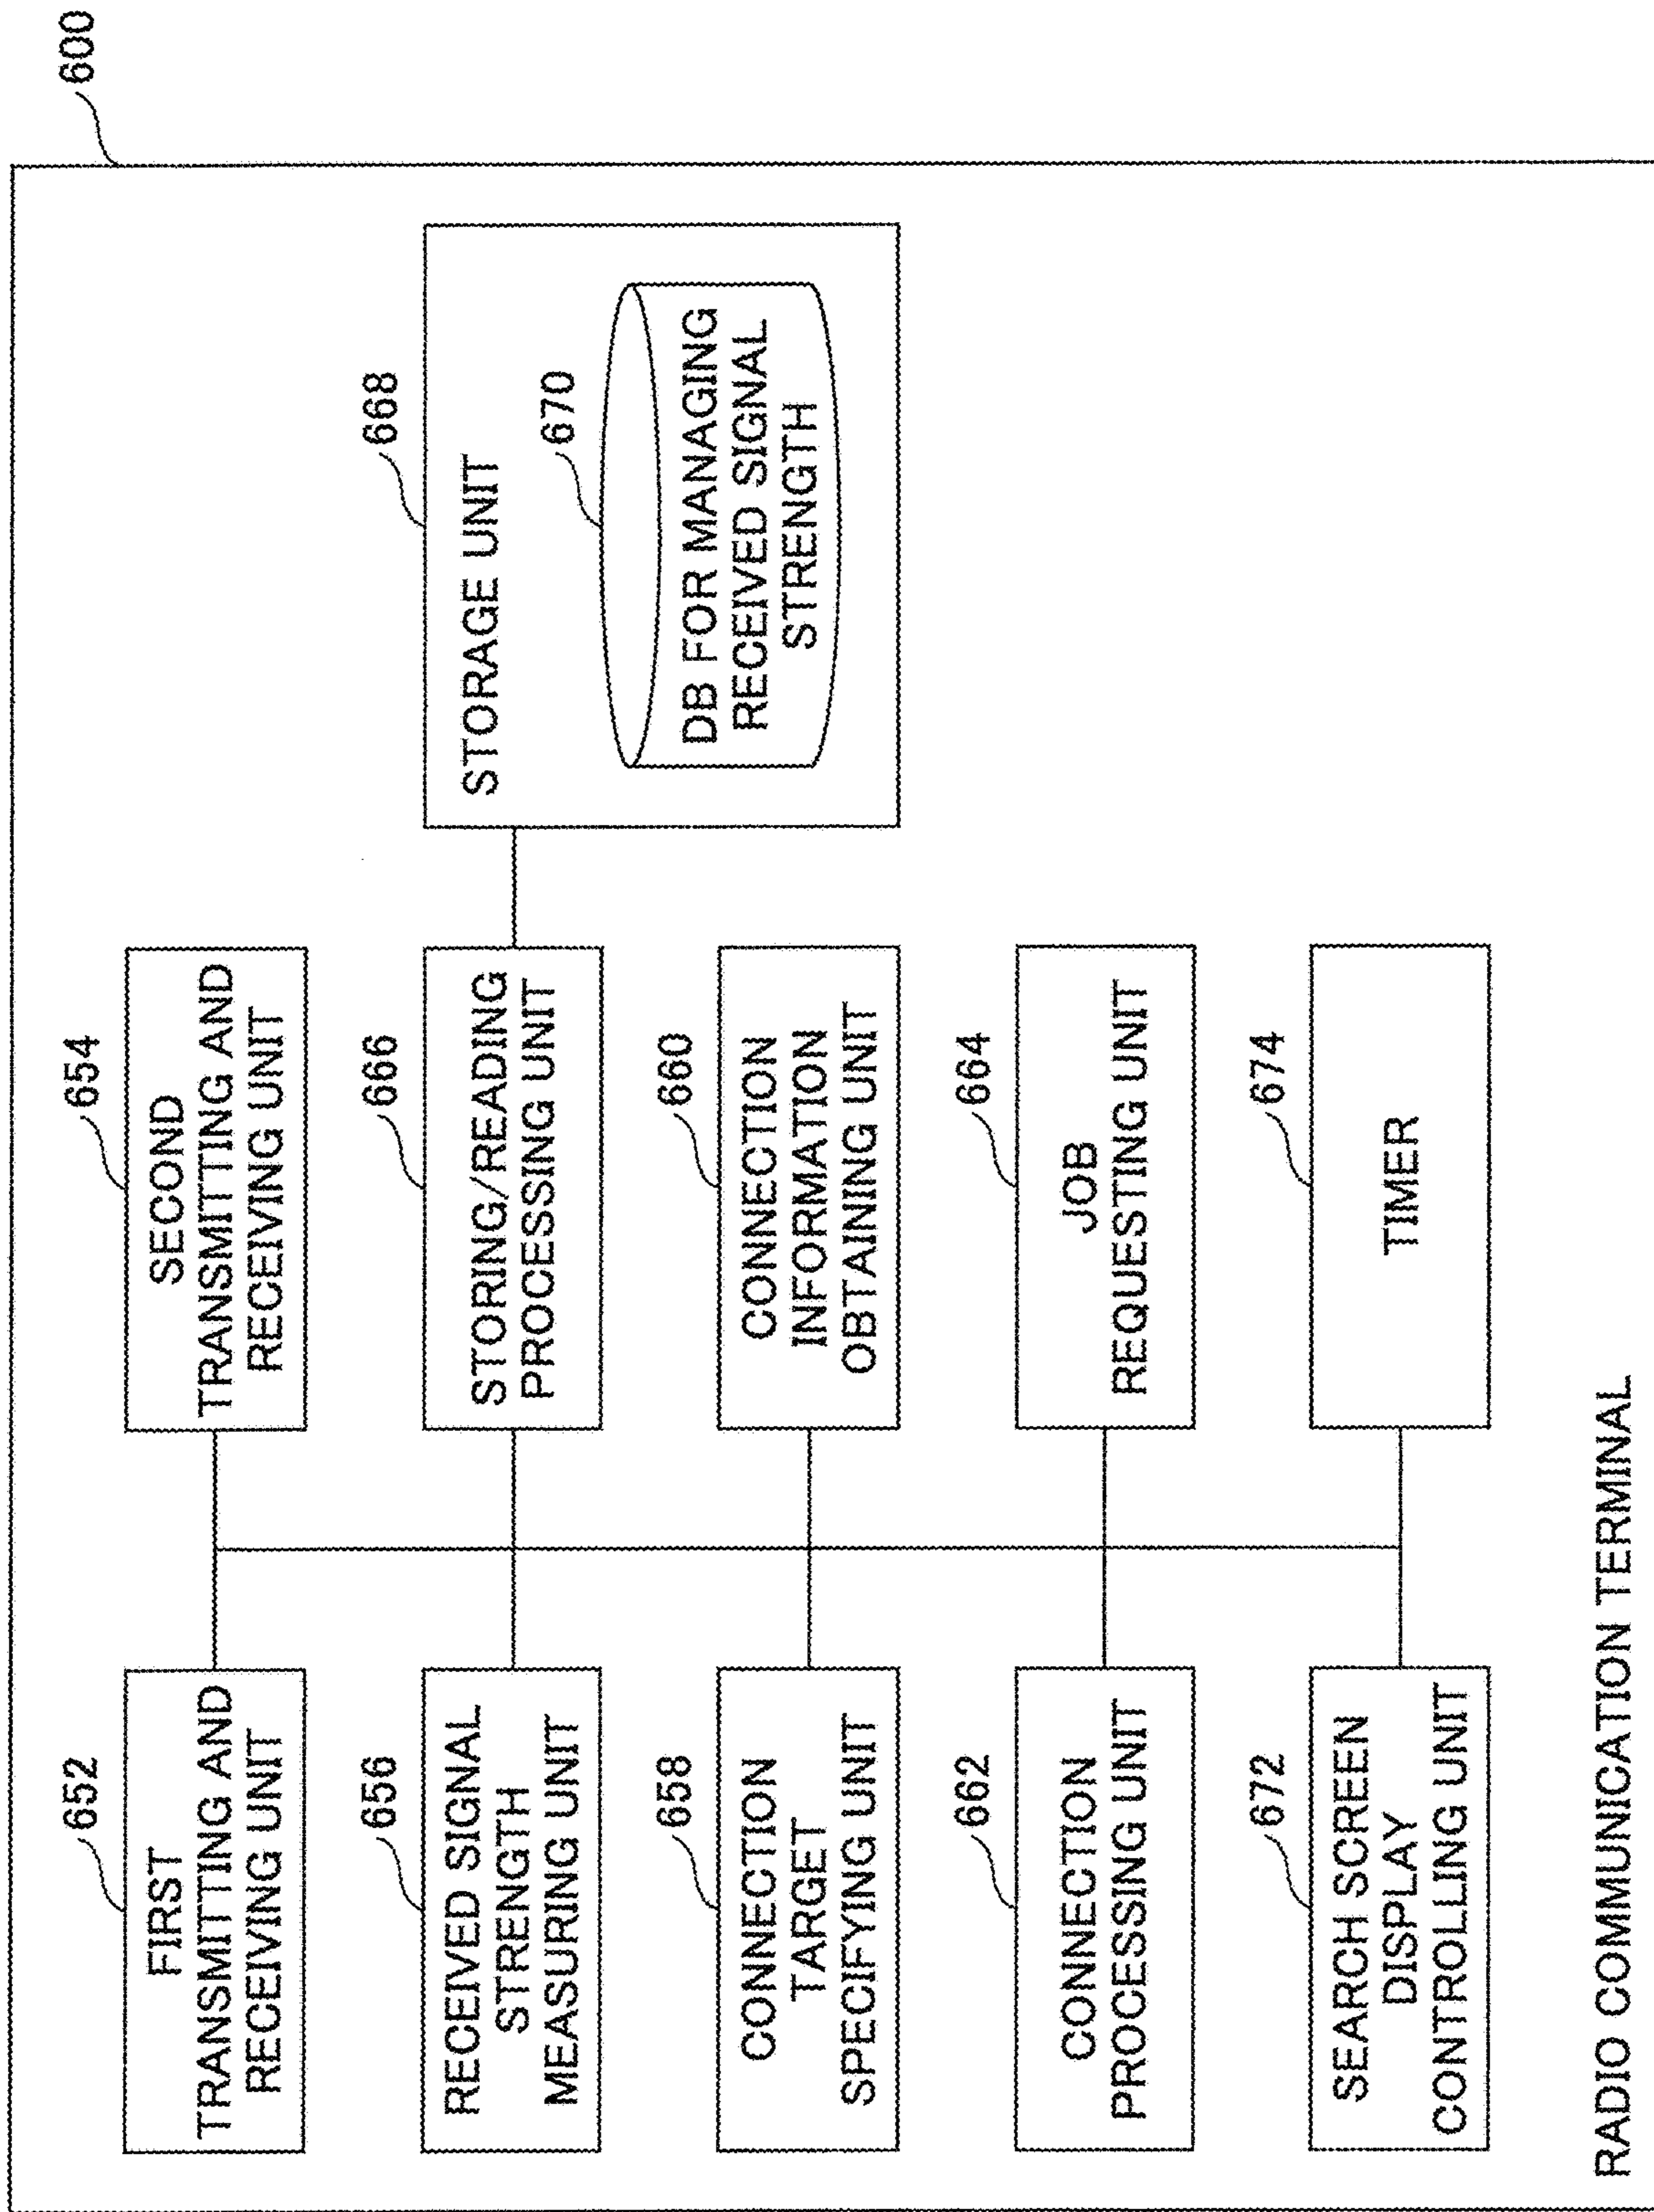 600
652
FIRST
TRANSMITTING AND
RECEIVING UNIT
654
SECOND
TRANSMITTING AND
RECEIVING UNIT
656
RECEIVED SIGNAL
STRENGTH
MEASURING UNIT
666
STORING/READING
PROCESSING UNIT
668
STORAGE UNIT
670
DB FOR MANAGING
RECEIVED SIGNAL
STRENGTH
658
CONNECTION
TARGET
SPECIFYING UNIT
660
CONNECTION
INFORMATION
OBTAINING UNIT
662
CONNECTION
PROCESSING UNIT
664
JOB
REQUESTING UNIT
672
SEARCH SCREEN
DISPLAY
CONTROLLING UNIT
674
TIMER
RADIO COMMUNICATION TERMINAL